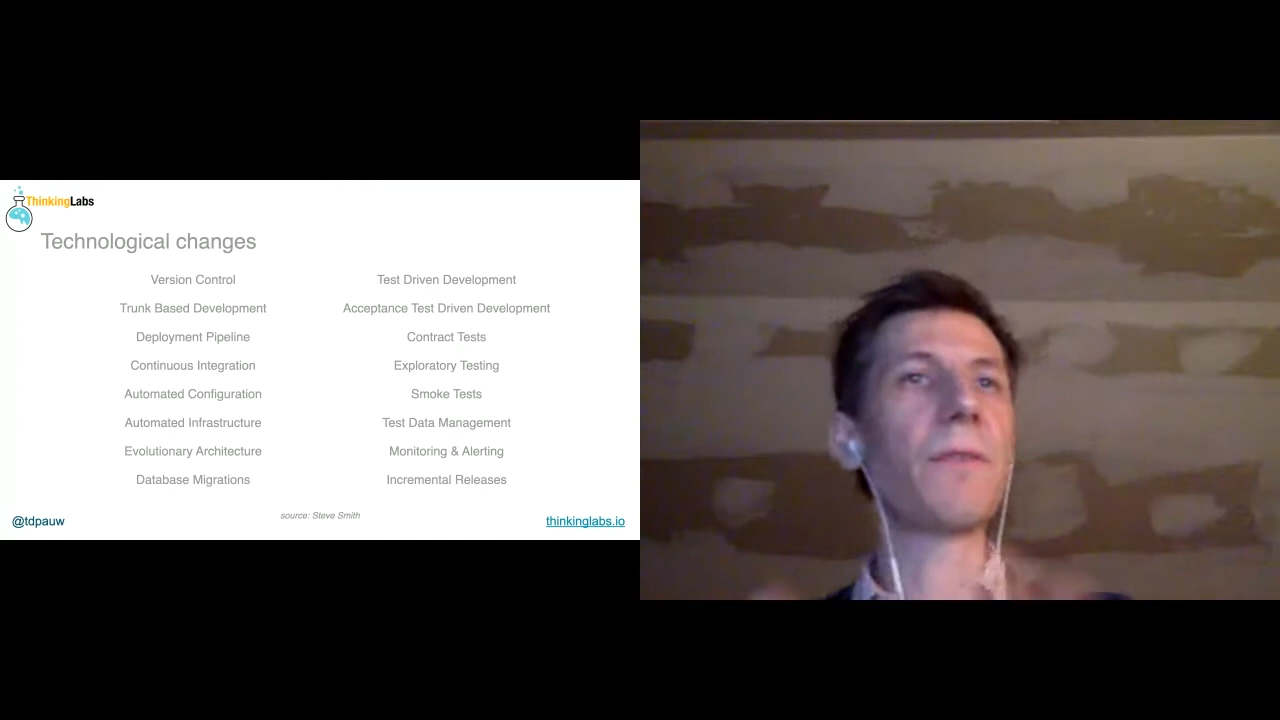 ThinkingLabs
Technological changes
Version Control
Trunk Based Development
Deployment Pipeline
Continuous Integration
Automated Configuration
Automated Infrastructure
Evolutionary Architecture
Database Migrations
Test Driven Development
Acceptance Test Driven Development
Contract Tests
Exploratory Testing
Smoke Tests
Test Data Management
Monitoring & Alerting
Incremental Releases
source: Steve Smith
@tdpauw
thinkinglabs.io